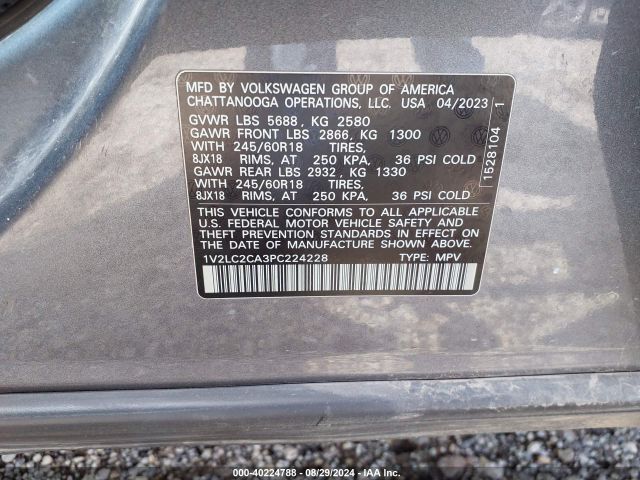 MFD BY VOLKSWAGEN GROUP OF AMERICA
CHATTANOOGA OPERATIONS, LLC. USA 04/2023
GVWR LBS 5688, KG 2580
GAWR FRONT LBS 2866, KG 1300
WITH 245/60R18 TIRES,
8JX18 RIMS, AT 250 KPA, 36 PSI COLD
GAWR REAR LBS 2932, KG 1330
WITH 245/60R18 TIRES,
8JX18 RIMS, AT 250 KPA, 36 PSI COLD
THIS VEHICLE CONFORMS TO ALL APPLICABLE
U.S. FEDERAL MOTOR VEHICLE SAFETY AND
THEFT PREVENTION STANDARDS IN EFFECT ON
THE DATE OF MANUFACTURE SHOWN ABOVE.
1V2LC2CA3PC224228 TYPE: MPV
1528104 1
000-40224788 - 08/29/2024 - IAA Inc.